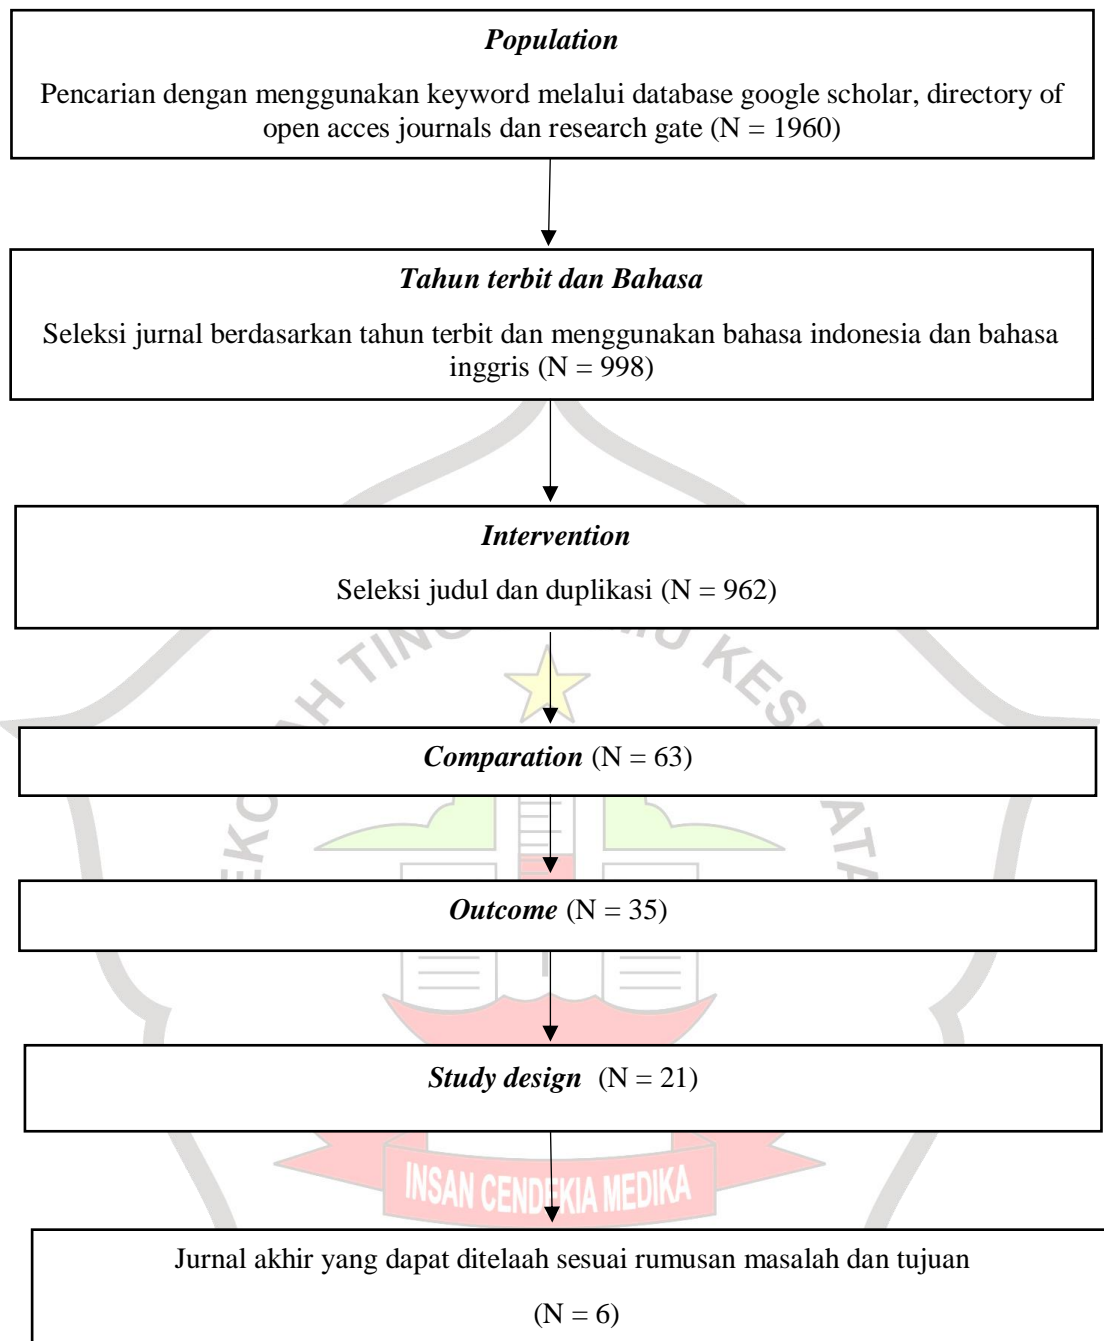 Population
Pencarian dengan menggunakan keyword melalui database google scholar, directory of
open acces journals dan research gate (N = 1960)
Tahun terbit dan Bahasa
Seleksi jurnal berdasarkan tahun terbit dan menggunakan bahasa indonesia dan bahasa
inggris (N = 998)
Intervention
Seleksi judul dan duplikasi (N = 962)
Comparation (N = 63)
Outcome (N = 35)
Study design (N = 21)
INSAN CENDEKIA MEDIKA
Jurnal akhir yang dapat ditelaah sesuai rumusan masalah dan tujuan
(N = 6)